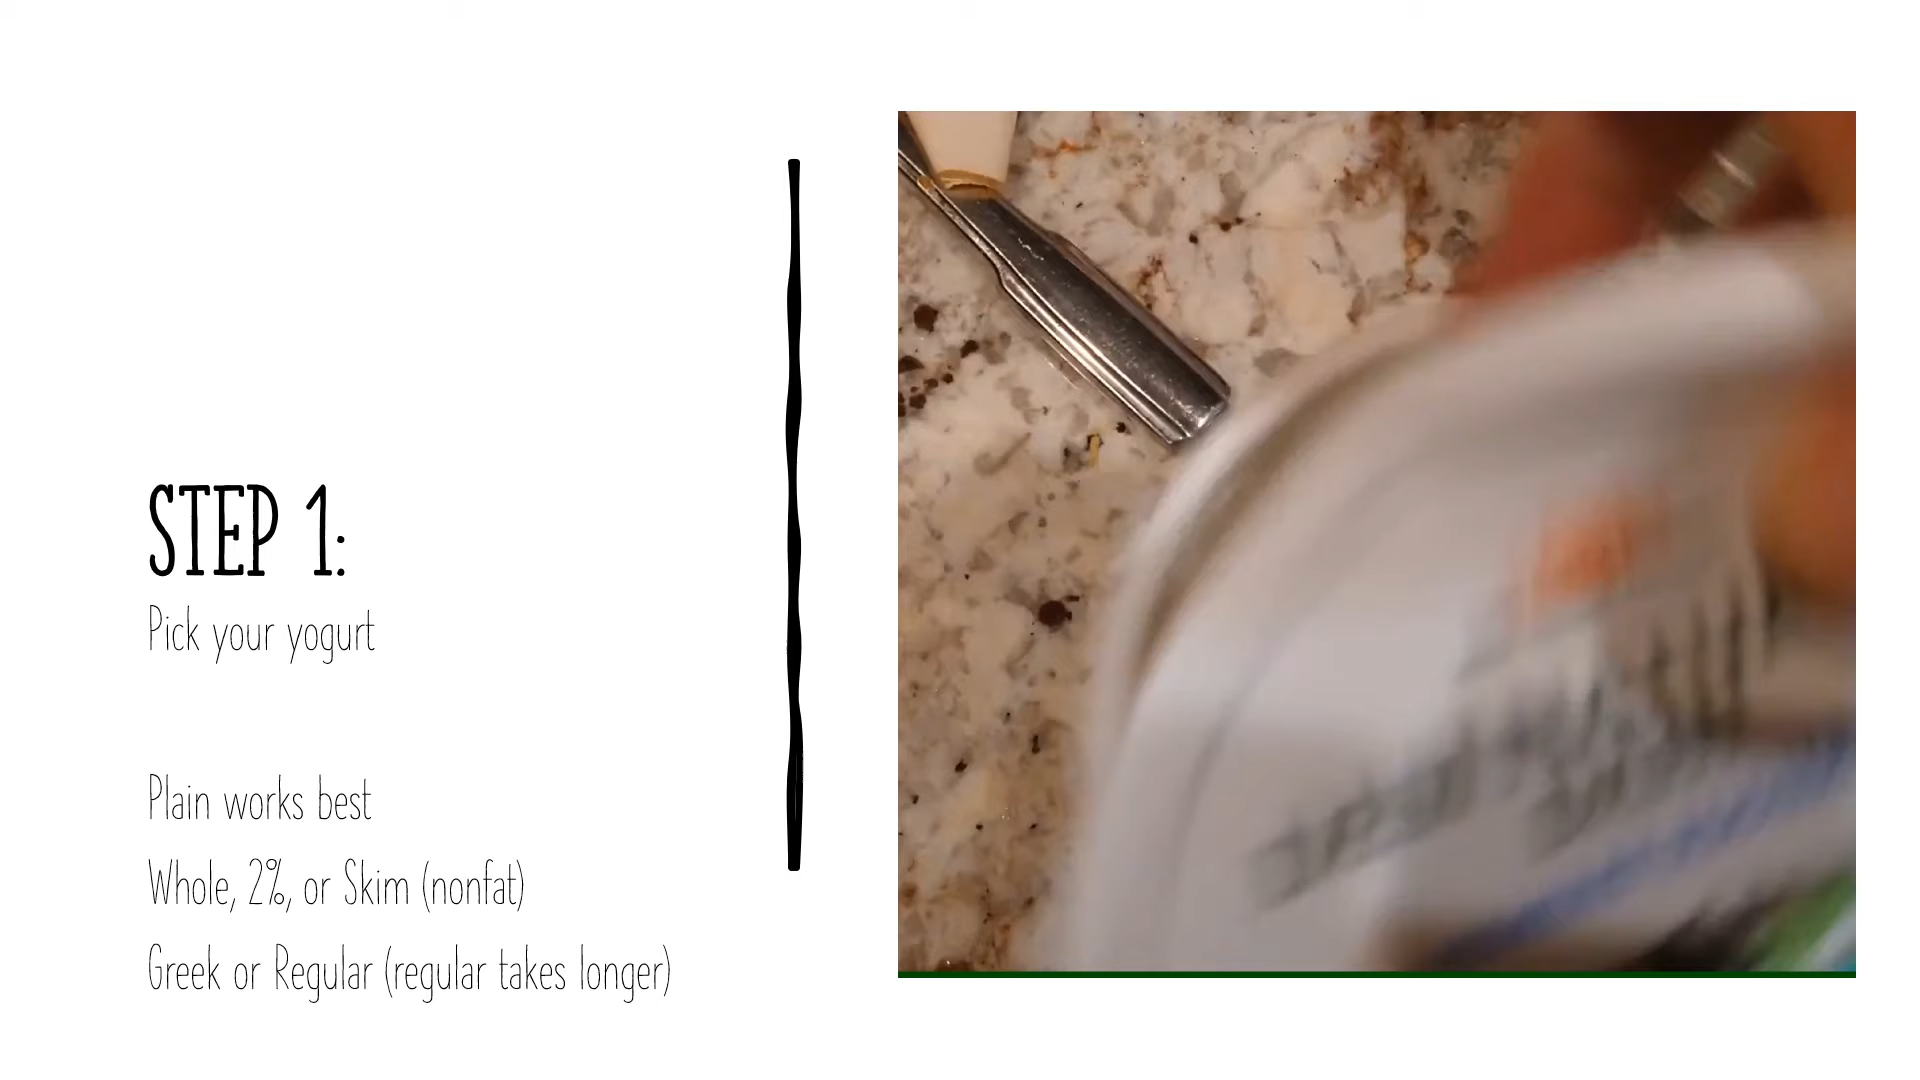 STEP 1:
Pick your yogurt
Plain works best
Whole, 2%, or Skim (nonfat)
Greek or Regular (regular takes longer)